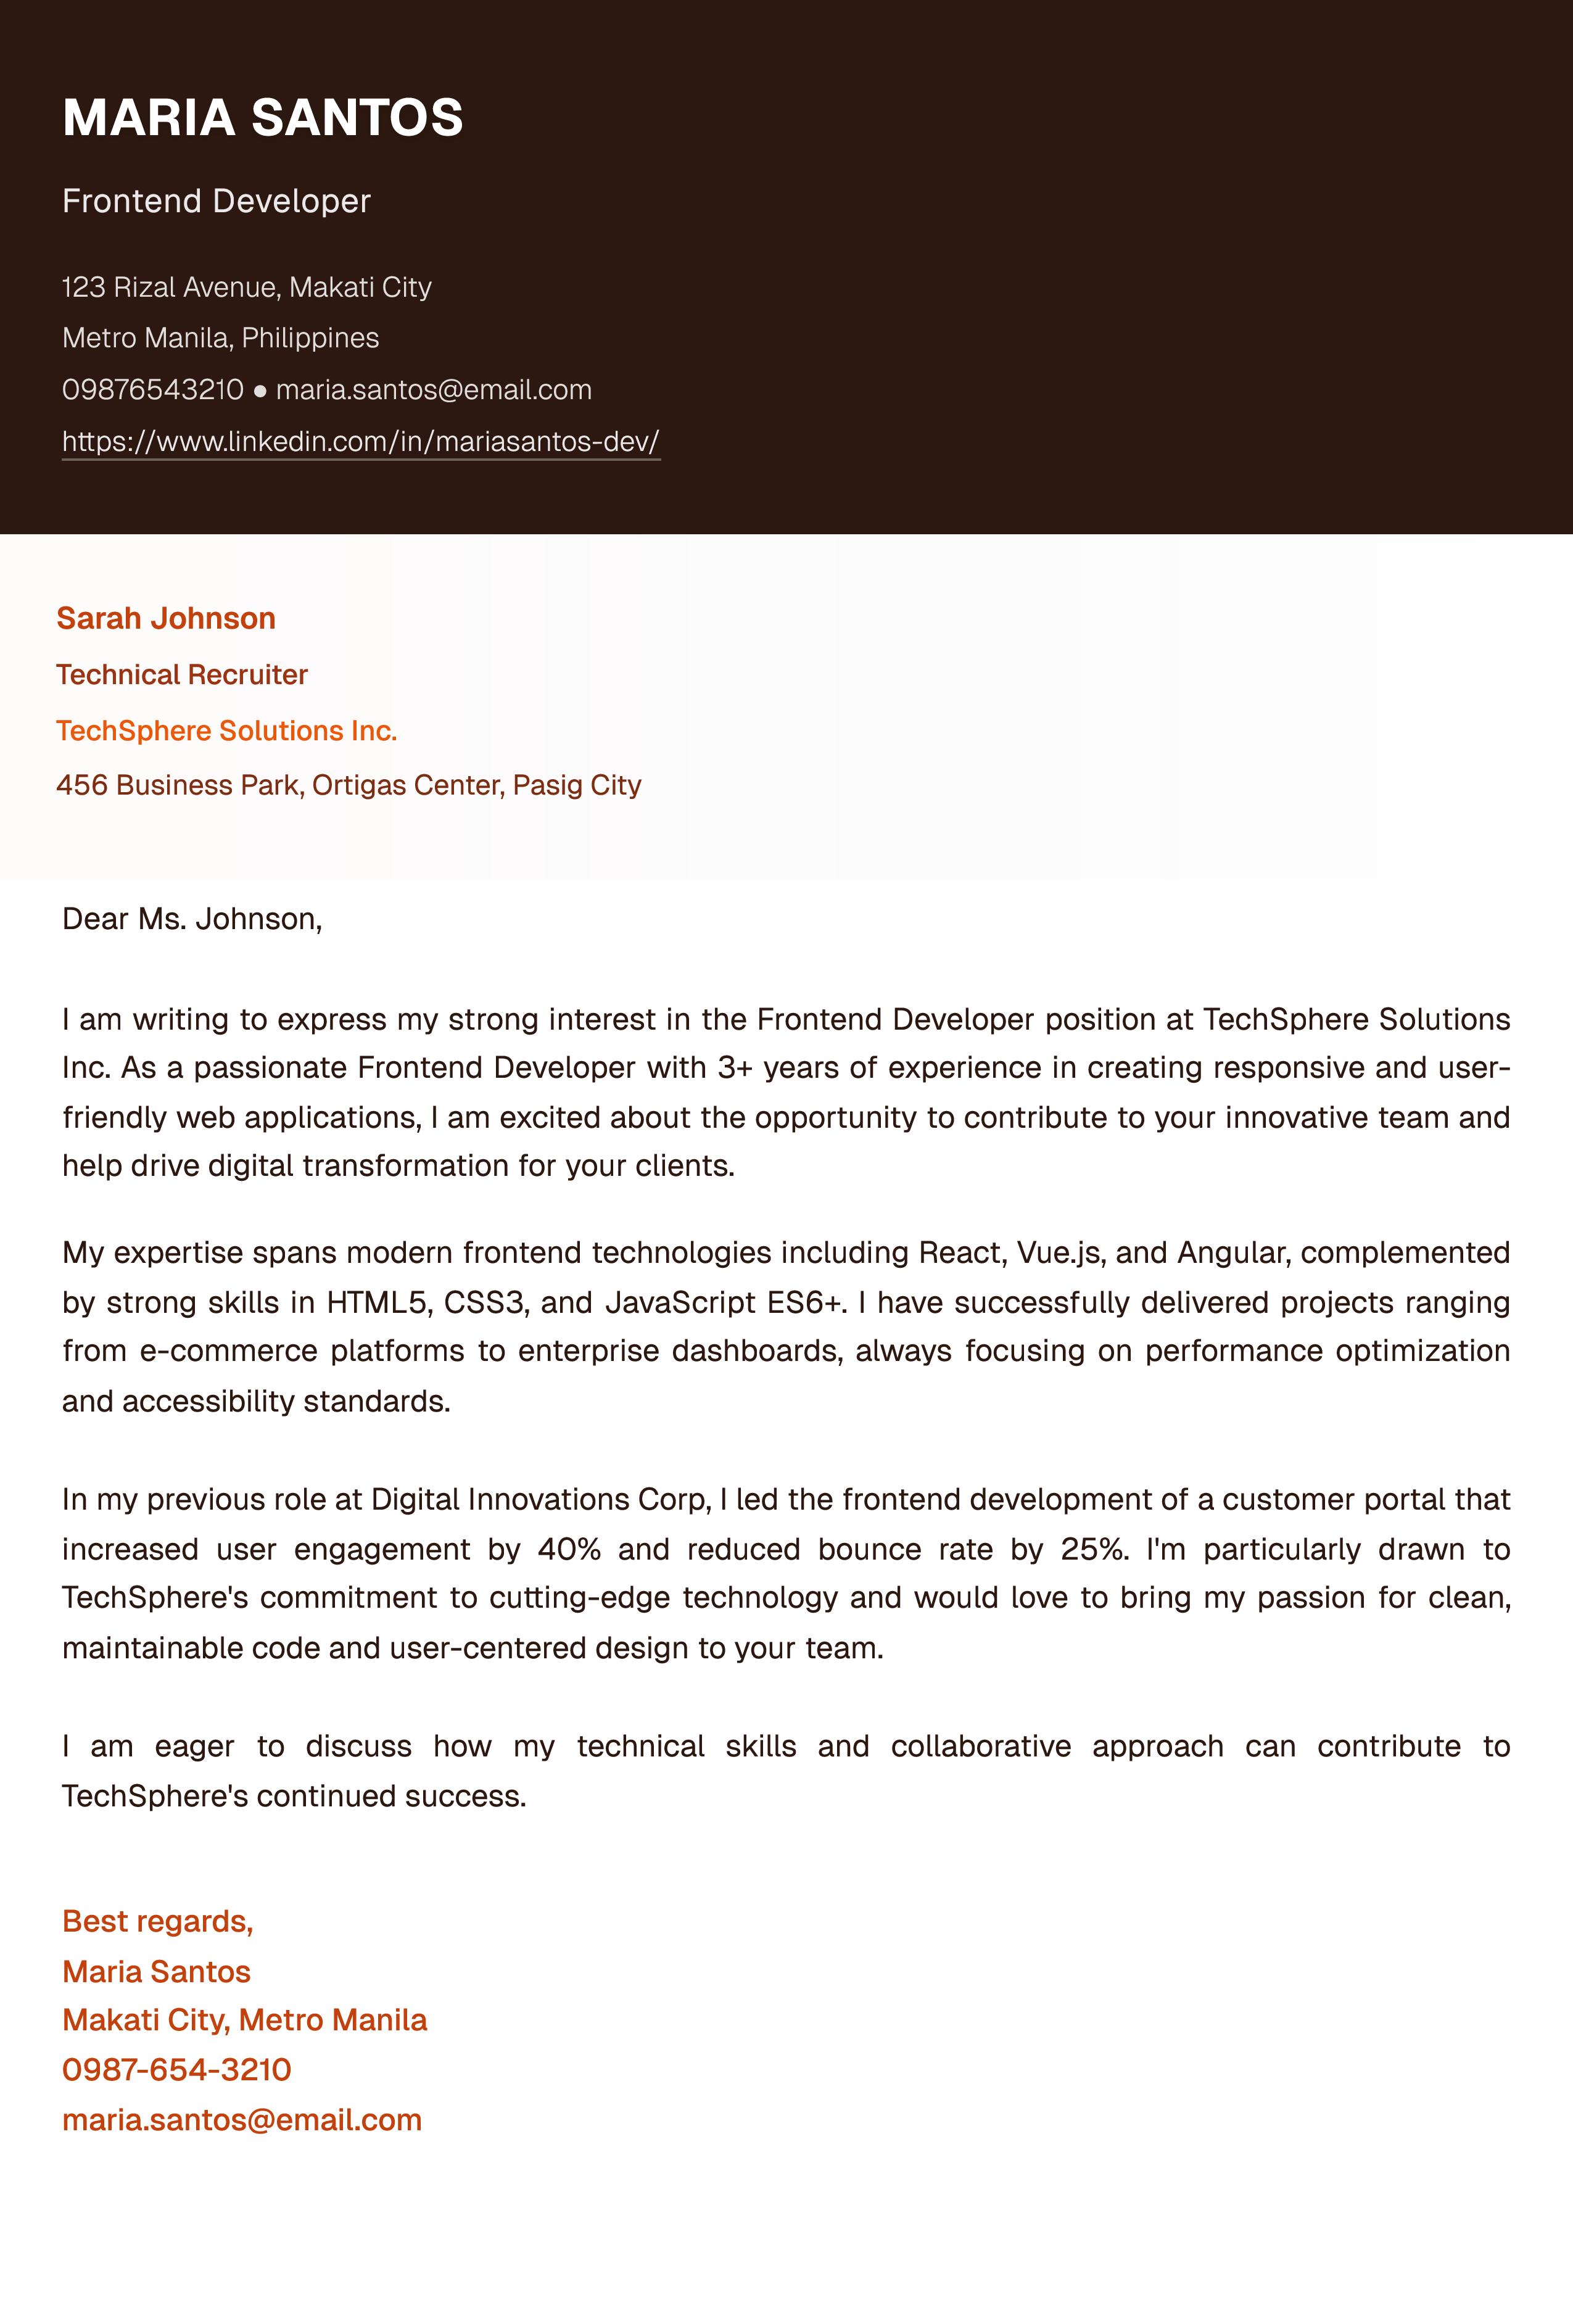 MARIA SANTOS
Frontend Developer
123 Rizal Avenue, Makati City
Metro Manila, Philippines
09876543210 ● maria.santos@email.com
https://www.linkedin.com/in/mariasantos-dev/
Sarah Johnson
Technical Recruiter
TechSphere Solutions Inc.
456 Business Park, Ortigas Center, Pasig City
Dear Ms. Johnson,
I am writing to express my strong interest in the Frontend Developer position at TechSphere Solutions
Inc. As a passionate Frontend Developer with 3+ years of experience in creating responsive and user-
friendly web applications, I am excited about the opportunity to contribute to your innovative team and
help drive digital transformation for your clients.
My expertise spans modern frontend technologies including React, Vue.js, and Angular, complemented
by strong skills in HTML5, CSS3, and JavaScript ES6+. I have successfully delivered projects ranging
from e-commerce platforms to enterprise dashboards, always focusing on performance optimization
and accessibility standards.
In my previous role at Digital Innovations Corp, I led the frontend development of a customer portal that
increased user engagement by 40% and reduced bounce rate by 25%. I'm particularly drawn to
TechSphere's commitment to cutting-edge technology and would love to bring my passion for clean,
maintainable code and user-centered design to your team.
I am eager to discuss how my technical skills and collaborative approach can contribute to
TechSphere's continued success.
Best regards,
Maria Santos
Makati City, Metro Manila
0987-654-3210
maria.santos@email.com